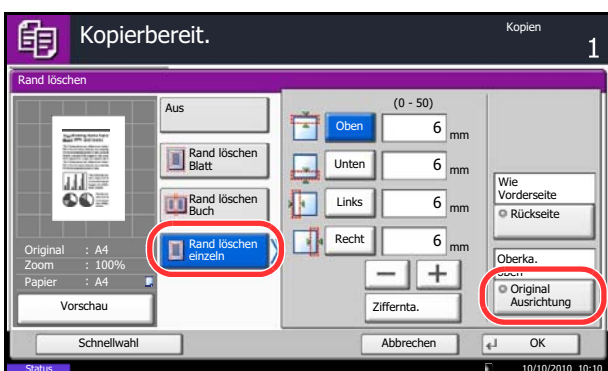 Kopierbereit.
Kopien
1
Rand löschen
Aus
Rand löschen
Blatt
Rand löschen
Buch
Rand löschen
einzeln
Original : A4
Zoom : 100%
Papier : A4
Vorschau
(0 - 50)
Oben 6 mm
Unten 6 mm
Links 6 mm
Recht 6 mm
Ziffernta.
Wie
Vorderseite
Rückseite
Oberka.
oben
Original
Ausrichtung
Schnellwahl
Abbrechen
OK
Status
10/10/2010 10:10